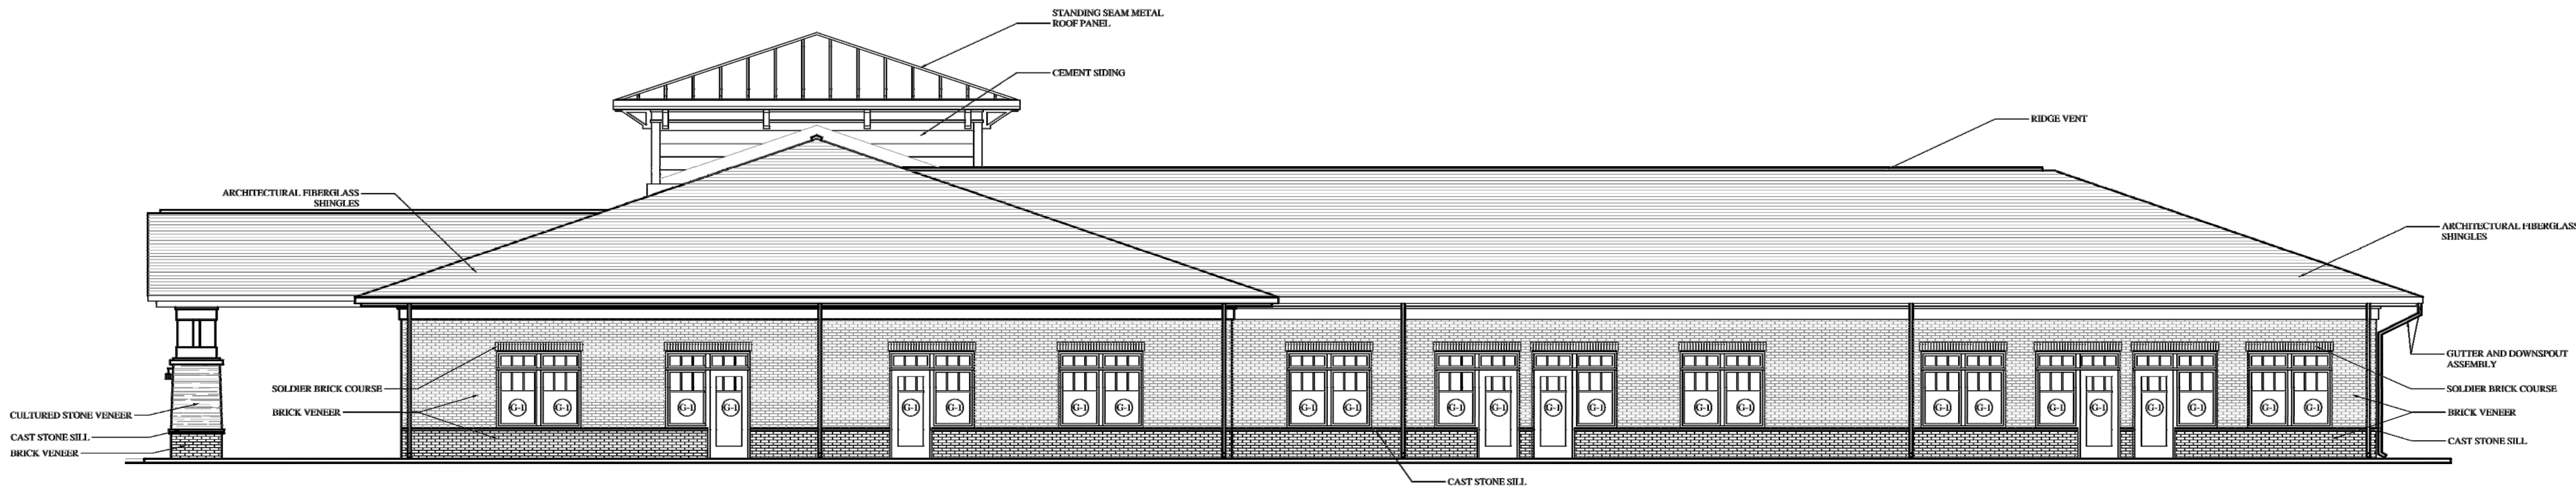 STANDING SEAM METAL
ROOF PANEL
CEMENT SIDING
RIDGE VENT
ARCHITECTURAL FIBERGLASS
SHINGLES
ARCHITECTURAL FIBERGLASS
SHINGLES
GUTTER AND DOWNSPOUT
ASSEMBLY
SOLDIER BRICK COURSE
SOLDIER BRICK COURSE
BRICK VENEER
BRICK VENEER
CULTURED STONE VENEER
CAST STONE SILL
CAST STONE SILL
BRICK VENEER
CAST STONE SILL
G-1 G-1 G-1 G-1 G-1 G-1 G-1 G-1 G-1 G-1 G-1 G-1 G-1 G-1 G-1 G-1 G-1 G-1 G-1 G-1 G-1 G-1 G-1 G-1